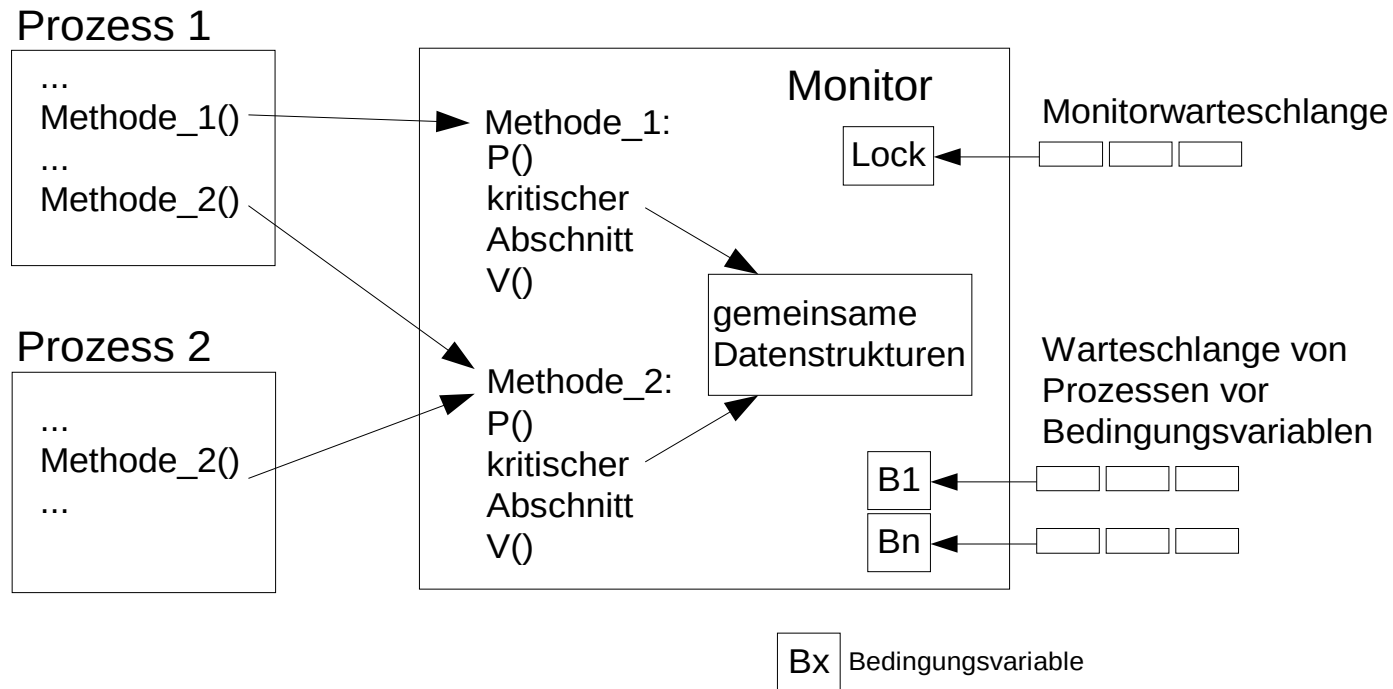 Prozess 1
...
Methode_1()
...
Methode_2()
Prozess 2
...
Methode_2()
...
Monitor
Methode_1:
P()
kritischer
Abschnitt
V()
Methode_2:
P()
kritischer
Abschnitt
V()
Lock
gemeinsame
Datenstrukturen
B1
Bn
Monitorwarteschlange
Warteschlange von
Prozessen vor
Bedingungsvariablen
Bx Bedingungsvariable